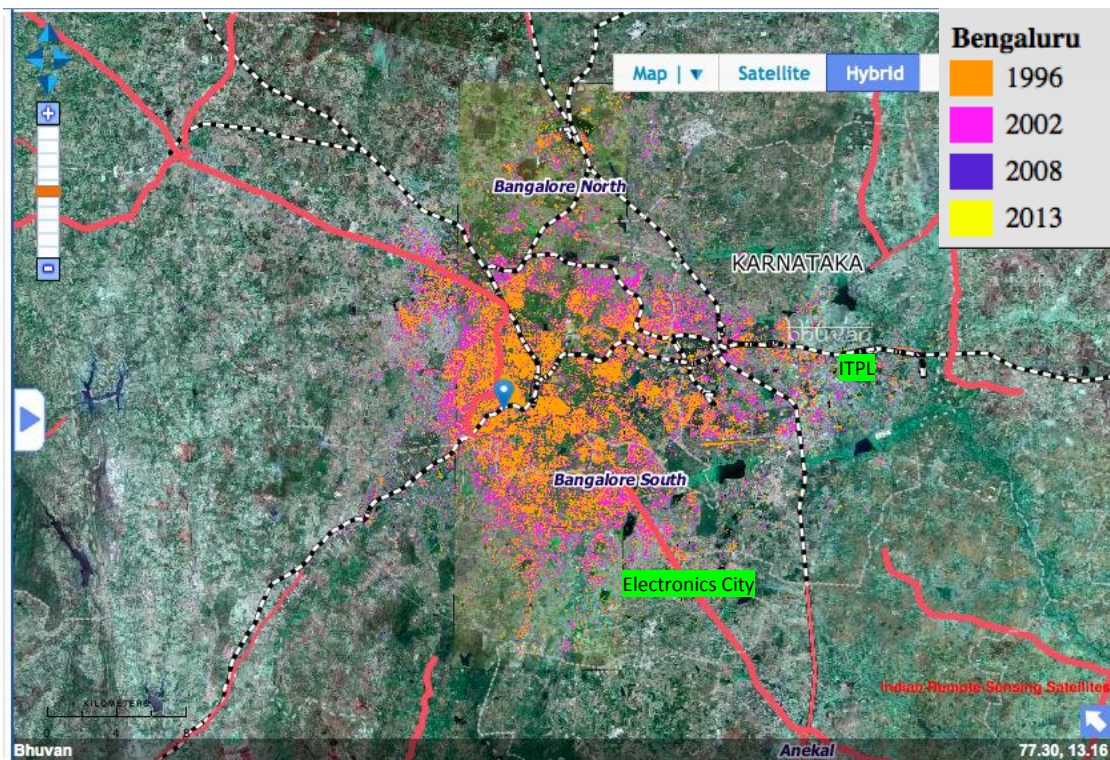 Bengaluru
1996
2002
2008
2013
Map | ▼ Satellite Hybrid
Bangalore North
KARNATAKA
bhuvan
ITPL
Bangalore South
Electronics City
Indian Remote Sensing Satellites
KILOMETERS
0 4 8
Bhuvan
Anekal
77.30, 13.16